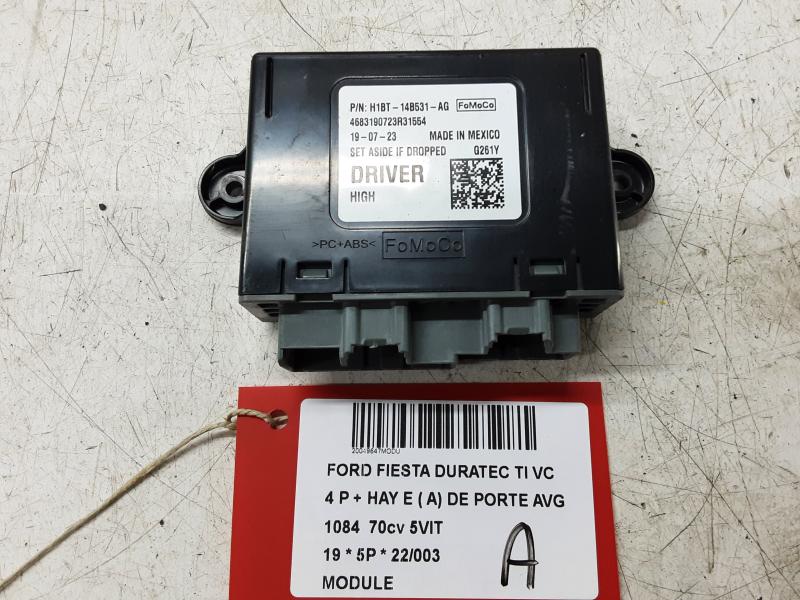 P/N: H1BT-14B531-AG FoMoCo
4683190723R31554
19-07-23 MADE IN MEXICO
SET ASIDE IF DROPPED G261Y
DRIVER
HIGH
>PC+ABS< FoMoCo
20049647MODU
FORD FIESTA DURATEC TI VC
4 P + HAY E ( A) DE PORTE AVG
1084 70cv 5VIT
19 * 5P * 22/003
MODULE
A